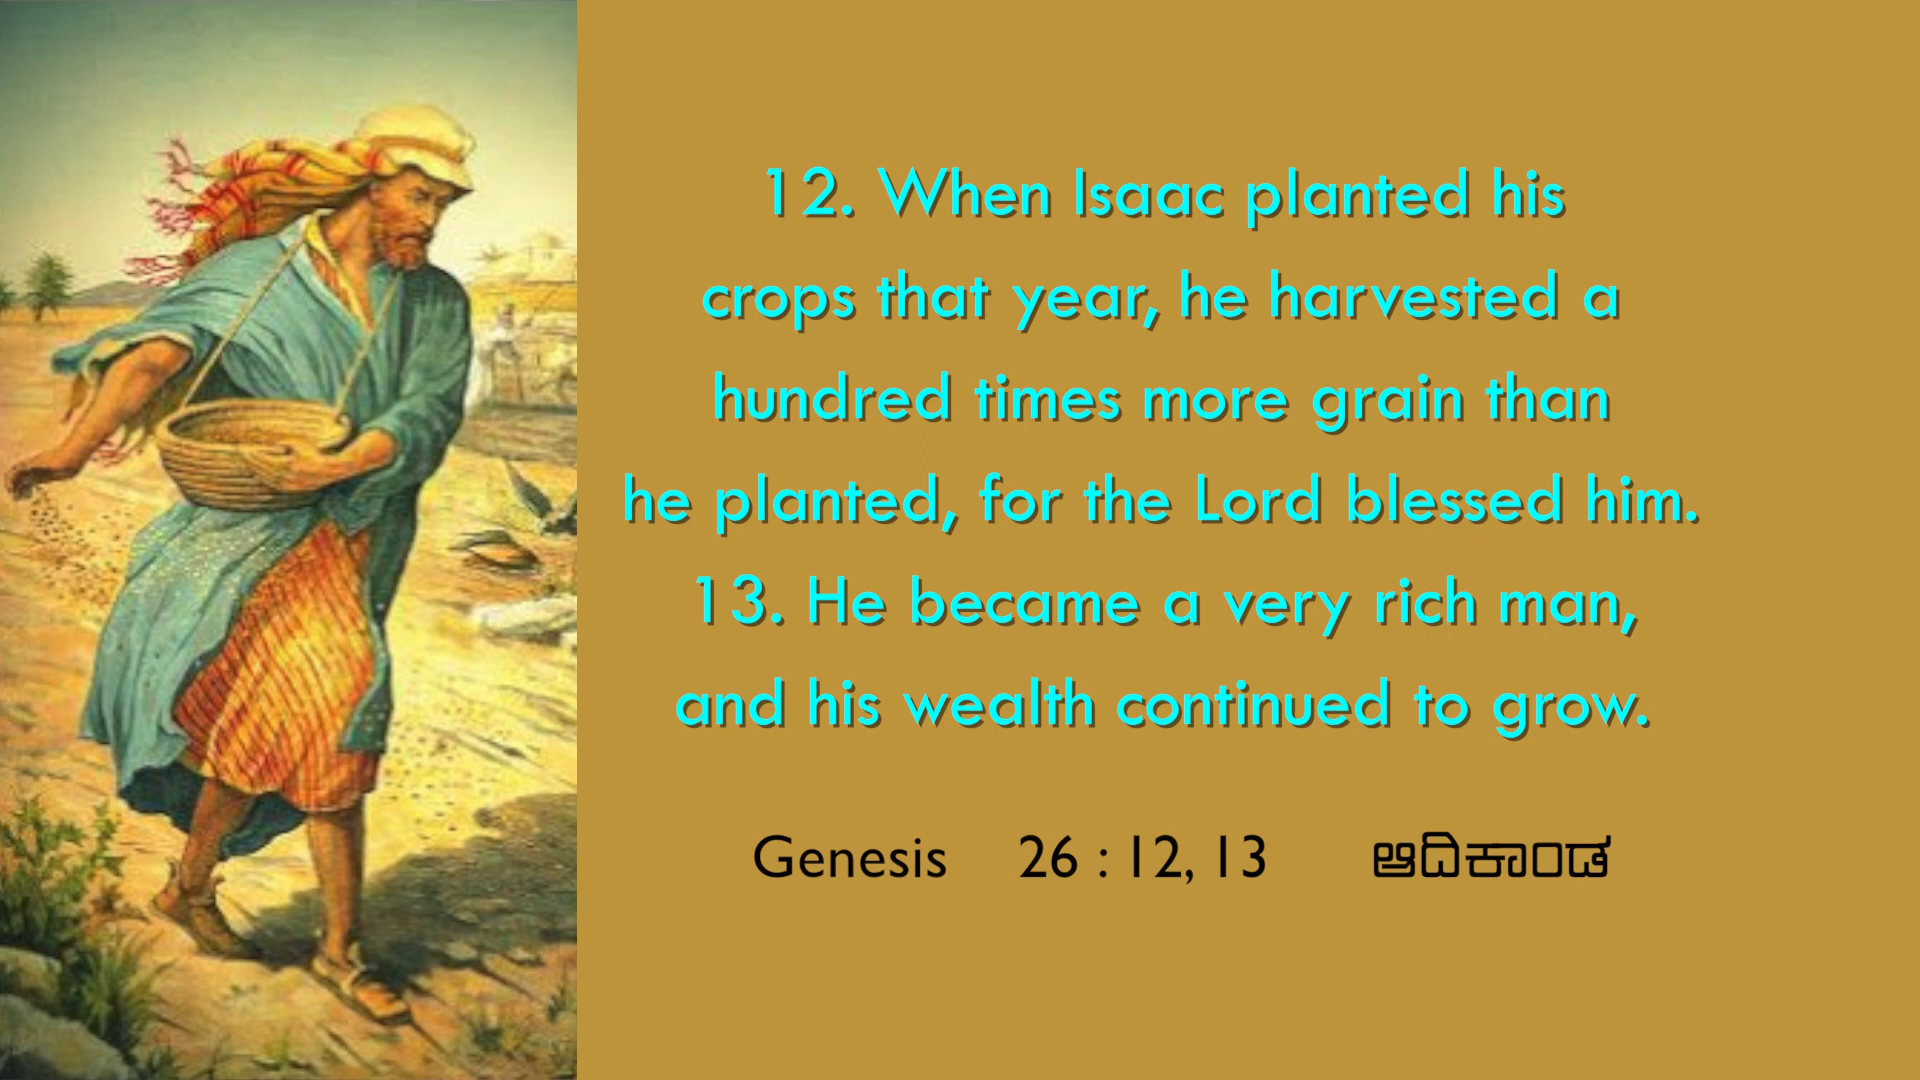 12. When Isaac planted his
crops that year, he harvested a
hundred times more grain than
he planted, for the Lord blessed him.
13. He became a very rich man,
and his wealth continued to grow.
Genesis 26 : 12, 13 ಆದಿಕಾಂಡ